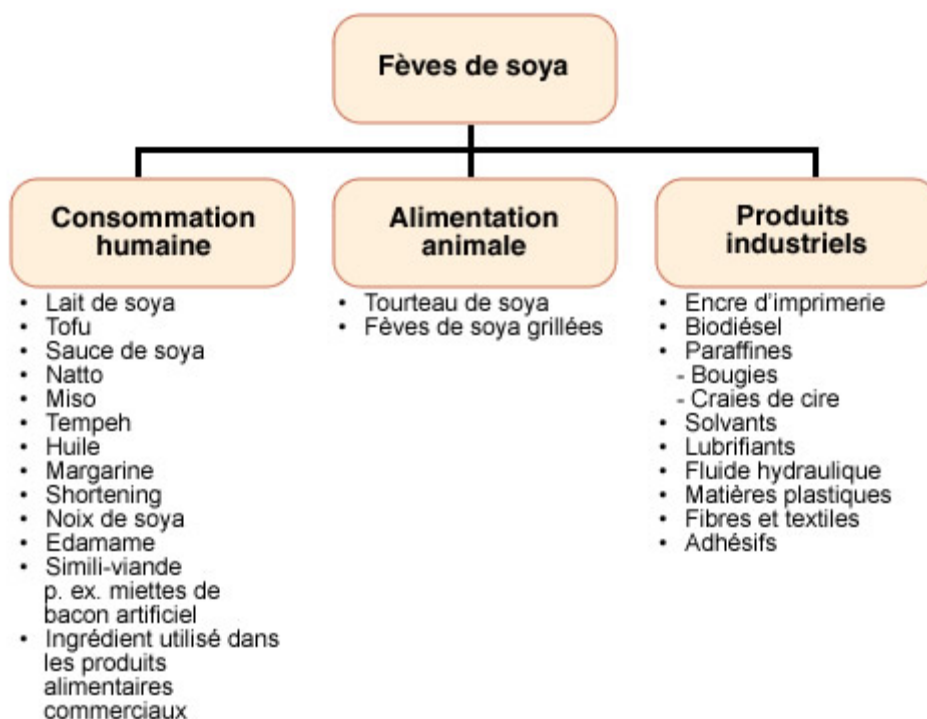 Fèves de soya
Consommation
humaine
• Lait de soya
• Tofu
• Sauce de soya
• Natto
• Miso
• Tempeh
• Huile
• Margarine
• Shortening
• Noix de soya
• Edamame
• Simili-viande
p. ex. miettes de
bacon artificiel
• Ingrédient utilisé dans
les produits
alimentaires
commerciaux
Alimentation
animale
• Tourteau de soya
• Fèves de soya grillées
Produits
industriels
• Encre d'imprimerie
• Biodiésel
• Paraffines
- Bougies
- Craies de cire
• Solvants
• Lubrifiants
• Fluide hydraulique
• Matières plastiques
• Fibres et textiles
• Adhésifs